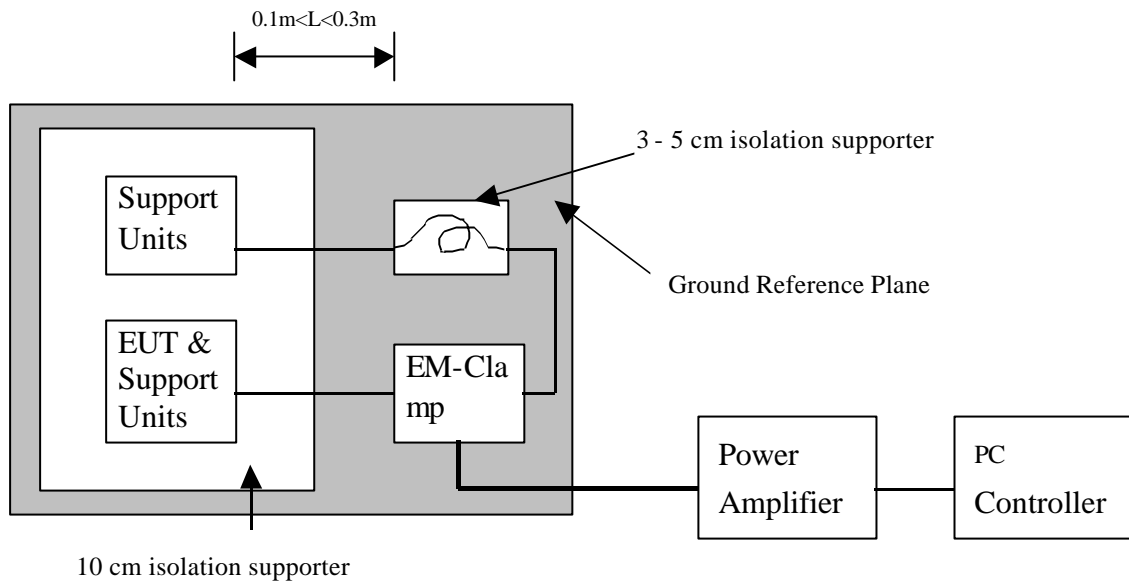 0.1m<L<0.3m
3 - 5 cm isolation supporter
Support
Units
Ground Reference Plane
EUT &
Support
Units
EM-Cla
mp
Power
Amplifier
PC
Controller
10 cm isolation supporter